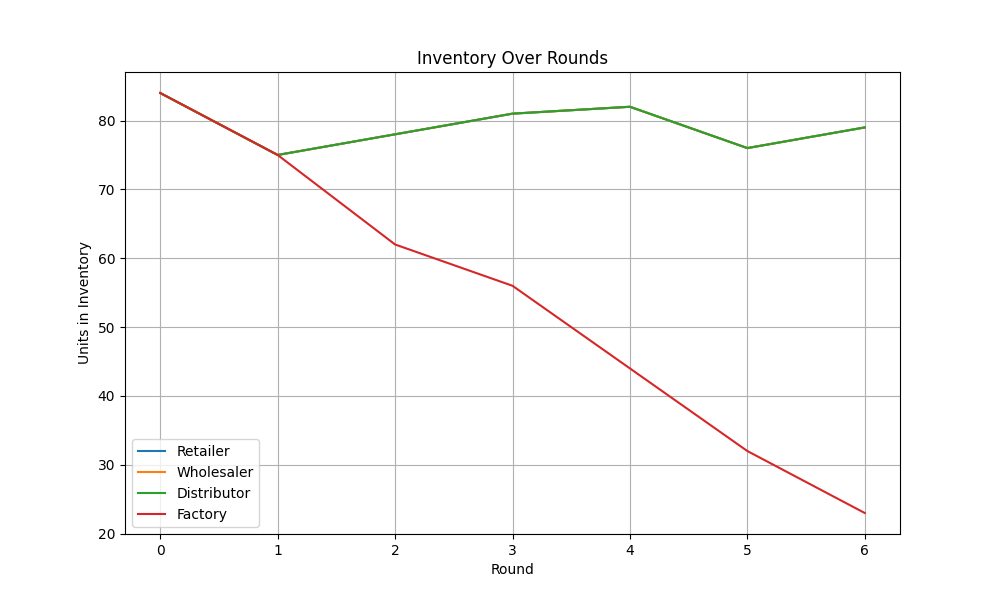 Inventory Over Rounds
Units in Inventory
80
70
60
50
40
30
20
Retailer
Wholesaler
Distributor
Factory
0 1 2 3 4 5 6
Round